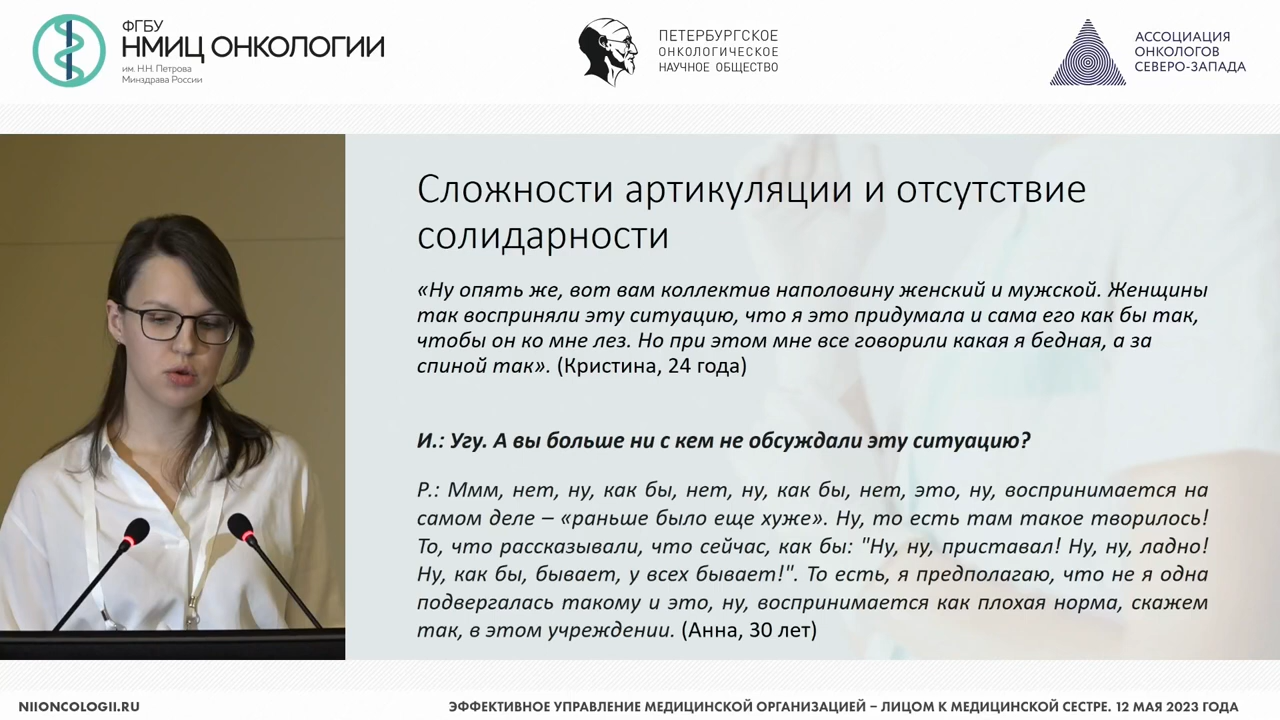 ФГБУ
НМИЦ ОНКОЛОГИИ
им. Н.Н. Петрова
Минздрава России
ПЕТЕРБУРГСКОЕ
ОНКОЛОГИЧЕСКОЕ
НАУЧНОЕ ОБЩЕСТВО
АССОЦИАЦИЯ
ОНКОЛОГОВ
СЕВЕРО-ЗАПАДА
Сложности артикуляции и отсутствие
солидарности
«Ну опять же, вот вам коллектив наполовину женский и мужской. Женщины
так восприняли эту ситуацию, что я это придумала и сама его как бы так,
чтобы он ко мне лез. Но при этом мне все говорили какая я бедная, а за
спиной так». (Кристина, 24 года)
И.: Угу. А вы больше ни с кем не обсуждали эту ситуацию?
Р.: Ммм, нет, ну, как бы, нет, ну, как бы, нет, это, ну, воспринимается на
самом деле – «раньше было еще хуже». Ну, то есть там такое творилось!
То, что рассказывали, что сейчас, как бы: "Ну, ну, приставал! Ну, ну, ладно!
Ну, как бы, бывает, у всех бывает!". То есть, я предполагаю, что не я одна
подвергалась такому и это, ну, воспринимается как плохая норма, скажем
так, в этом учреждении. (Анна, 30 лет)
NIIONCOLOGII.RU
ЭФФЕКТИВНОЕ УПРАВЛЕНИЕ МЕДИЦИНСКОЙ ОРГАНИЗАЦИЕЙ – ЛИЦОМ К МЕДИЦИНСКОЙ СЕСТРЕ. 12 МАЯ 2023 ГОДА